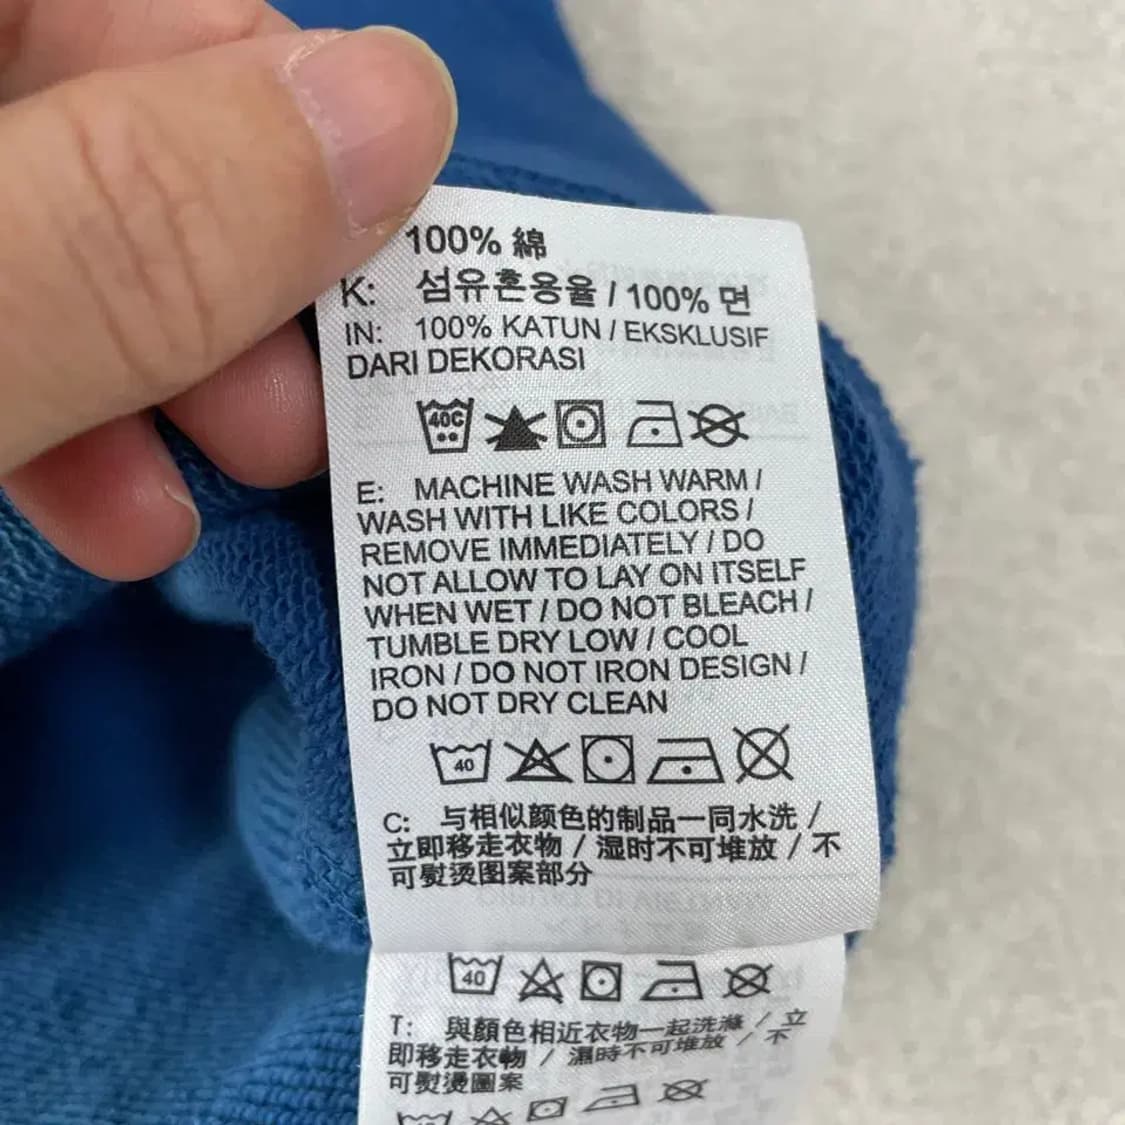 100% 綿
K: 섬유혼용율 / 100% 면
IN: 100% KATUN / EKSKLUSIF
DARI DEKORASI
40C
E: MACHINE WASH WARM /
WASH WITH LIKE COLORS /
REMOVE IMMEDIATELY / DO
NOT ALLOW TO LAY ON ITSELF
WHEN WET / DO NOT BLEACH /
TUMBLE DRY LOW / COOL
IRON / DO NOT IRON DESIGN /
DO NOT DRY CLEAN
40
C: 与相似颜色的制品一同水洗 /
立即移走衣物 / 湿时不可堆放 / 不
可熨烫图案部分
40
T: 與顏色相近衣物一起洗滌 / 立
即移走衣物 / 濕時不可堆放 / 不
可熨燙圖案